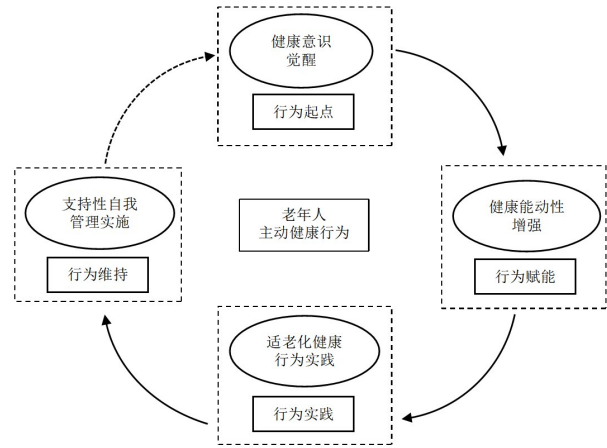 健康意识
觉醒
行为起点
支持性自我
管理实施
行为维持
老年人
主动健康行为
健康能动性
增强
行为赋能
适老化健康
行为实践
行为实践